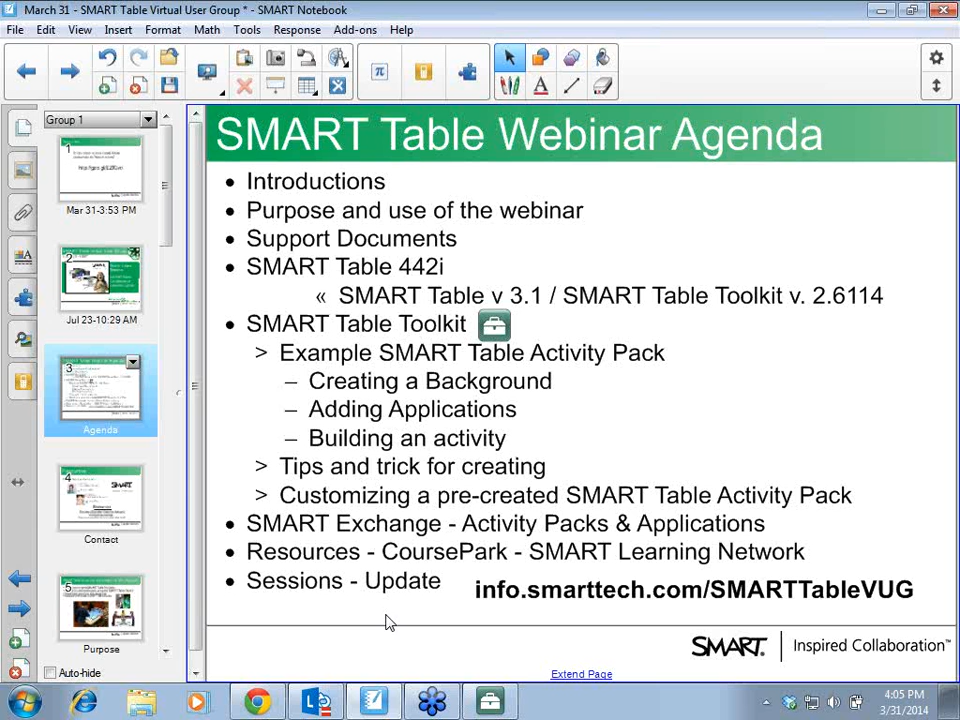 March 31 - SMART Table Virtual User Group * - SMART Notebook
File Edit View Insert Format Math Tools Response Add-ons Help
Group 1
1
Mar 31-3:53 PM
2
Jul 23-10:29 AM
3
Agenda
4
Contact
5
Purpose
Auto-hide
SMART Table Webinar Agenda
• Introductions
• Purpose and use of the webinar
• Support Documents
• SMART Table 442i
« SMART Table v 3.1 / SMART Table Toolkit v. 2.6114
• SMART Table Toolkit
> Example SMART Table Activity Pack
– Creating a Background
– Adding Applications
– Building an activity
> Tips and trick for creating
> Customizing a pre-created SMART Table Activity Pack
• SMART Exchange - Activity Packs & Applications
• Resources - CoursePark - SMART Learning Network
• Sessions - Update
info.smarttech.com/SMARTTableVUG
SMART. Inspired Collaboration™
Extend Page
4:05 PM
3/31/2014